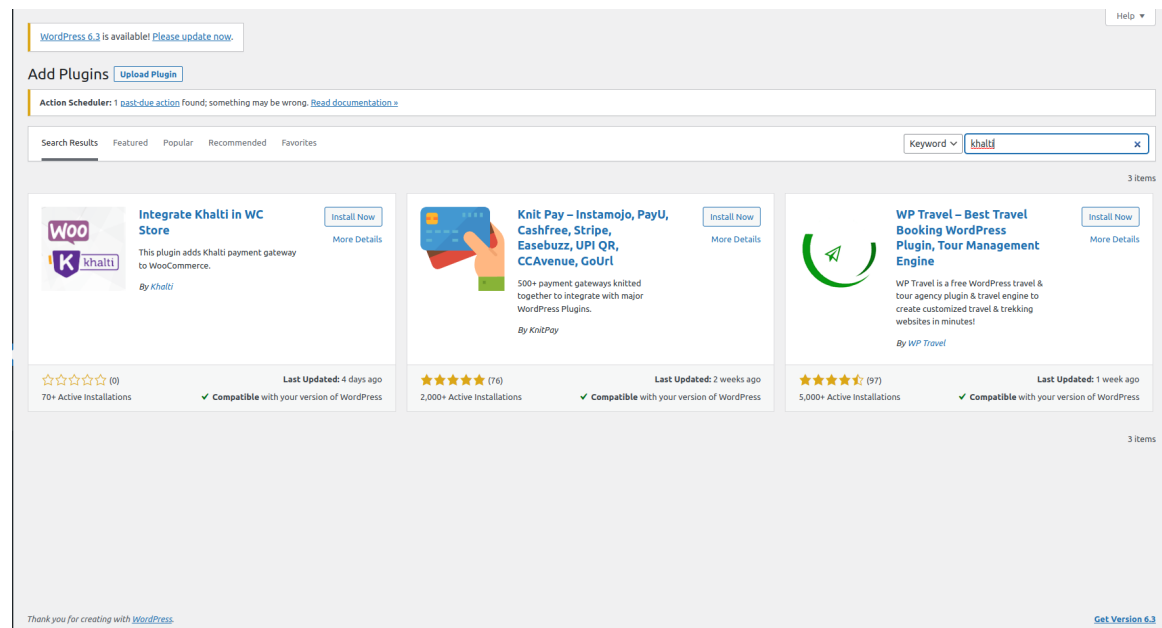 Help ▼
WordPress 6.3 is available! Please update now.
Add Plugins Upload Plugin
Action Scheduler: 1 past-due action found; something may be wrong. Read documentation »
Search Results Featured Popular Recommended Favorites Keyword khalti ×
3 items
WOO
K khalti
Integrate Khalti in WC
Store
Install Now
More Details
This plugin adds Khalti payment gateway
to WooCommerce.
By Khalti
(0)
Last Updated: 4 days ago
70+ Active Installations
✓ Compatible with your version of WordPress
Knit Pay – Instamojo, PayU,
Cashfree, Stripe,
Easebuzz, UPI QR,
CCAvenue, GoUrl
Install Now
More Details
500+ payment gateways knitted
together to integrate with major
WordPress Plugins.
By KnitPay
(76)
Last Updated: 2 weeks ago
2,000+ Active Installations
✓ Compatible with your version of WordPress
WP Travel – Best Travel
Booking WordPress
Plugin, Tour Management
Engine
Install Now
More Details
WP Travel is a free WordPress travel &
tour agency plugin & travel engine to
create customized travel & trekking
websites in minutes!
By WP Travel
(97)
Last Updated: 1 week ago
5,000+ Active Installations
✓ Compatible with your version of WordPress
3 items
Thank you for creating with WordPress.
Get Version 6.3